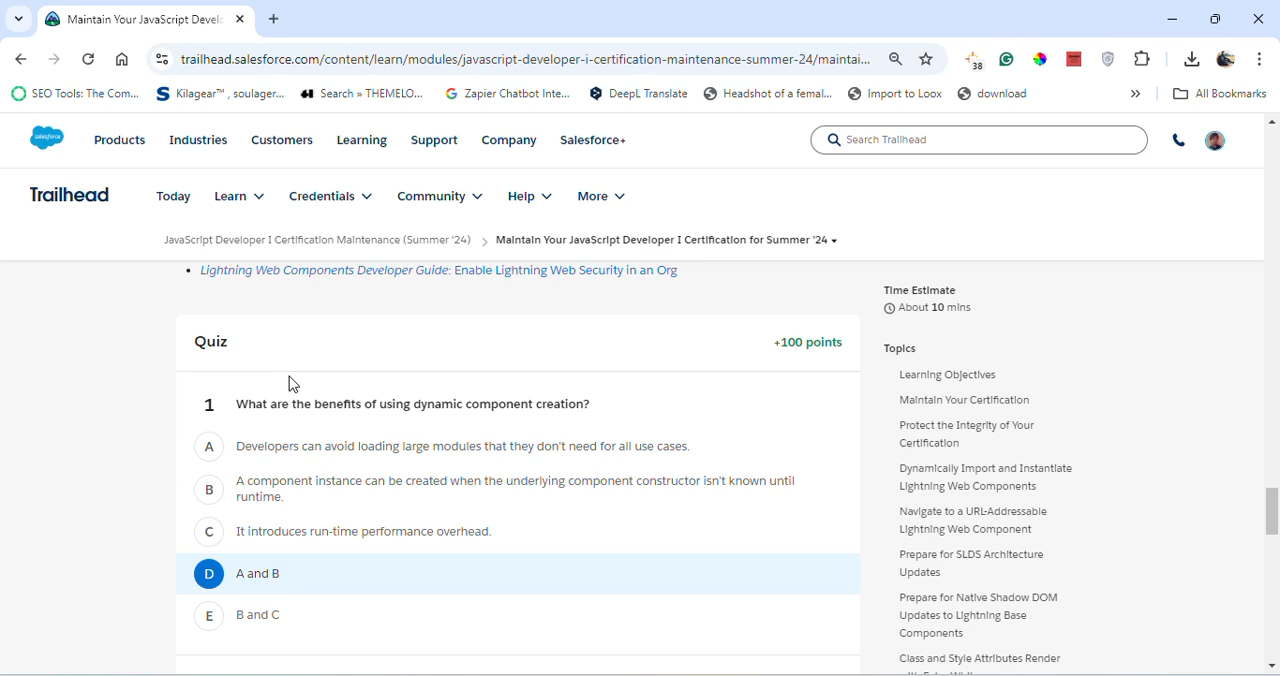 Maintain Your JavaScript Develo
trailhead.salesforce.com/content/learn/modules/javascript-developer-i-certification-maintenance-summer-24/maintai...
38
SEO Tools: The Com...
Kilagear™ , soulager...
Search » THEMELO...
Zapier Chatbot Inte...
DeepL Translate
Headshot of a femal...
Import to Loox
download
»
All Bookmarks
salesforce
Products
Industries
Customers
Learning
Support
Company
Salesforce+
Search Trailhead
Trailhead
Today
Learn
Credentials
Community
Help
More
JavaScript Developer I Certification Maintenance (Summer '24)
Maintain Your JavaScript Developer I Certification for Summer '24
• Lightning Web Components Developer Guide: Enable Lightning Web Security in an Org
Quiz
+100 points
1 What are the benefits of using dynamic component creation?
A Developers can avoid loading large modules that they don't need for all use cases.
B A component instance can be created when the underlying component constructor isn't known until
runtime.
C It introduces run-time performance overhead.
D A and B
E B and C
Time Estimate
About 10 mins
Topics
Learning Objectives
Maintain Your Certification
Protect the Integrity of Your
Certification
Dynamically Import and Instantiate
Lightning Web Components
Navigate to a URL-Addressable
Lightning Web Component
Prepare for SLDS Architecture
Updates
Prepare for Native Shadow DOM
Updates to Lightning Base
Components
Class and Style Attributes Render